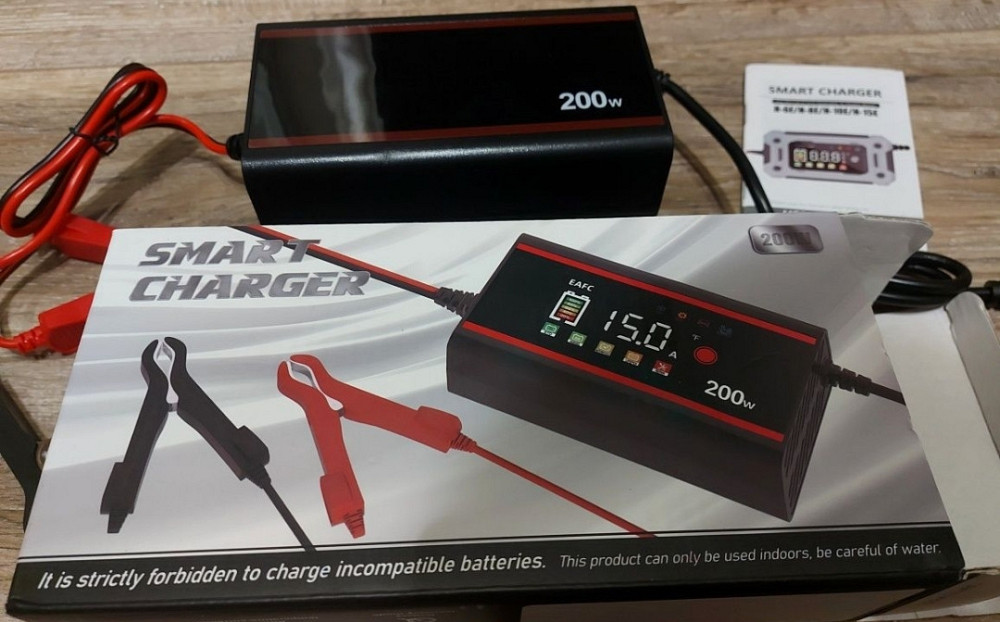 200w
SMART CHARGER
SMART
CHARGER
EAFC
15.0
A
°F
200w
It is strictly forbidden to charge incompatible batteries. This product can only be used indoors, be careful of water.